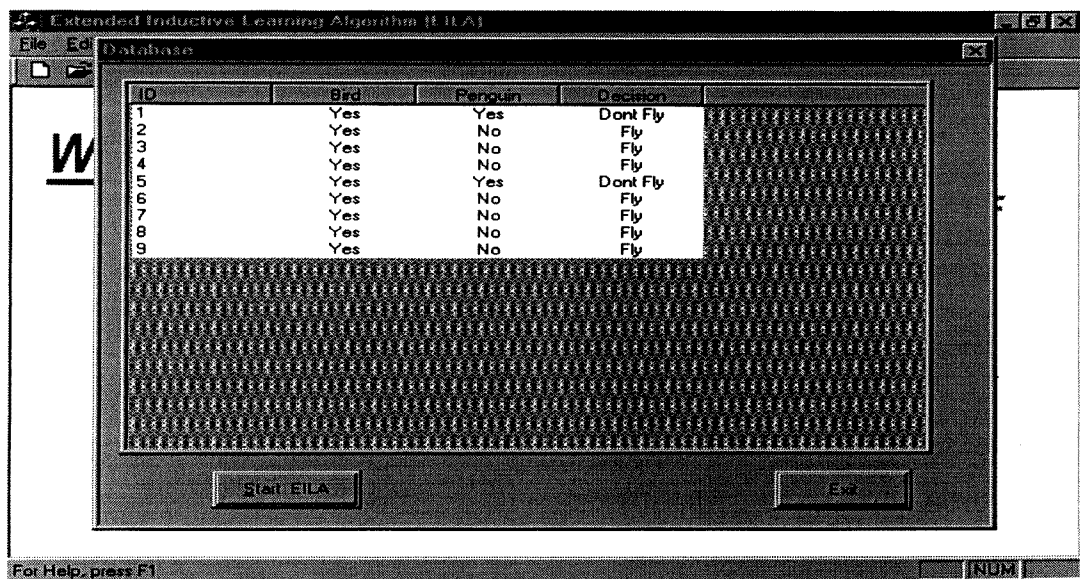 Extended Inductive Learning Algorithm (EILA)
File Ed
Database
ID Bird Penguin Decision
1 Yes Yes Dont Fly
2 Yes No Fly
3 Yes No Fly
4 Yes No Fly
5 Yes Yes Dont Fly
6 Yes No Fly
7 Yes No Fly
8 Yes No Fly
9 Yes No Fly
W
Start EILA Exit
For Help, press F1 NUM